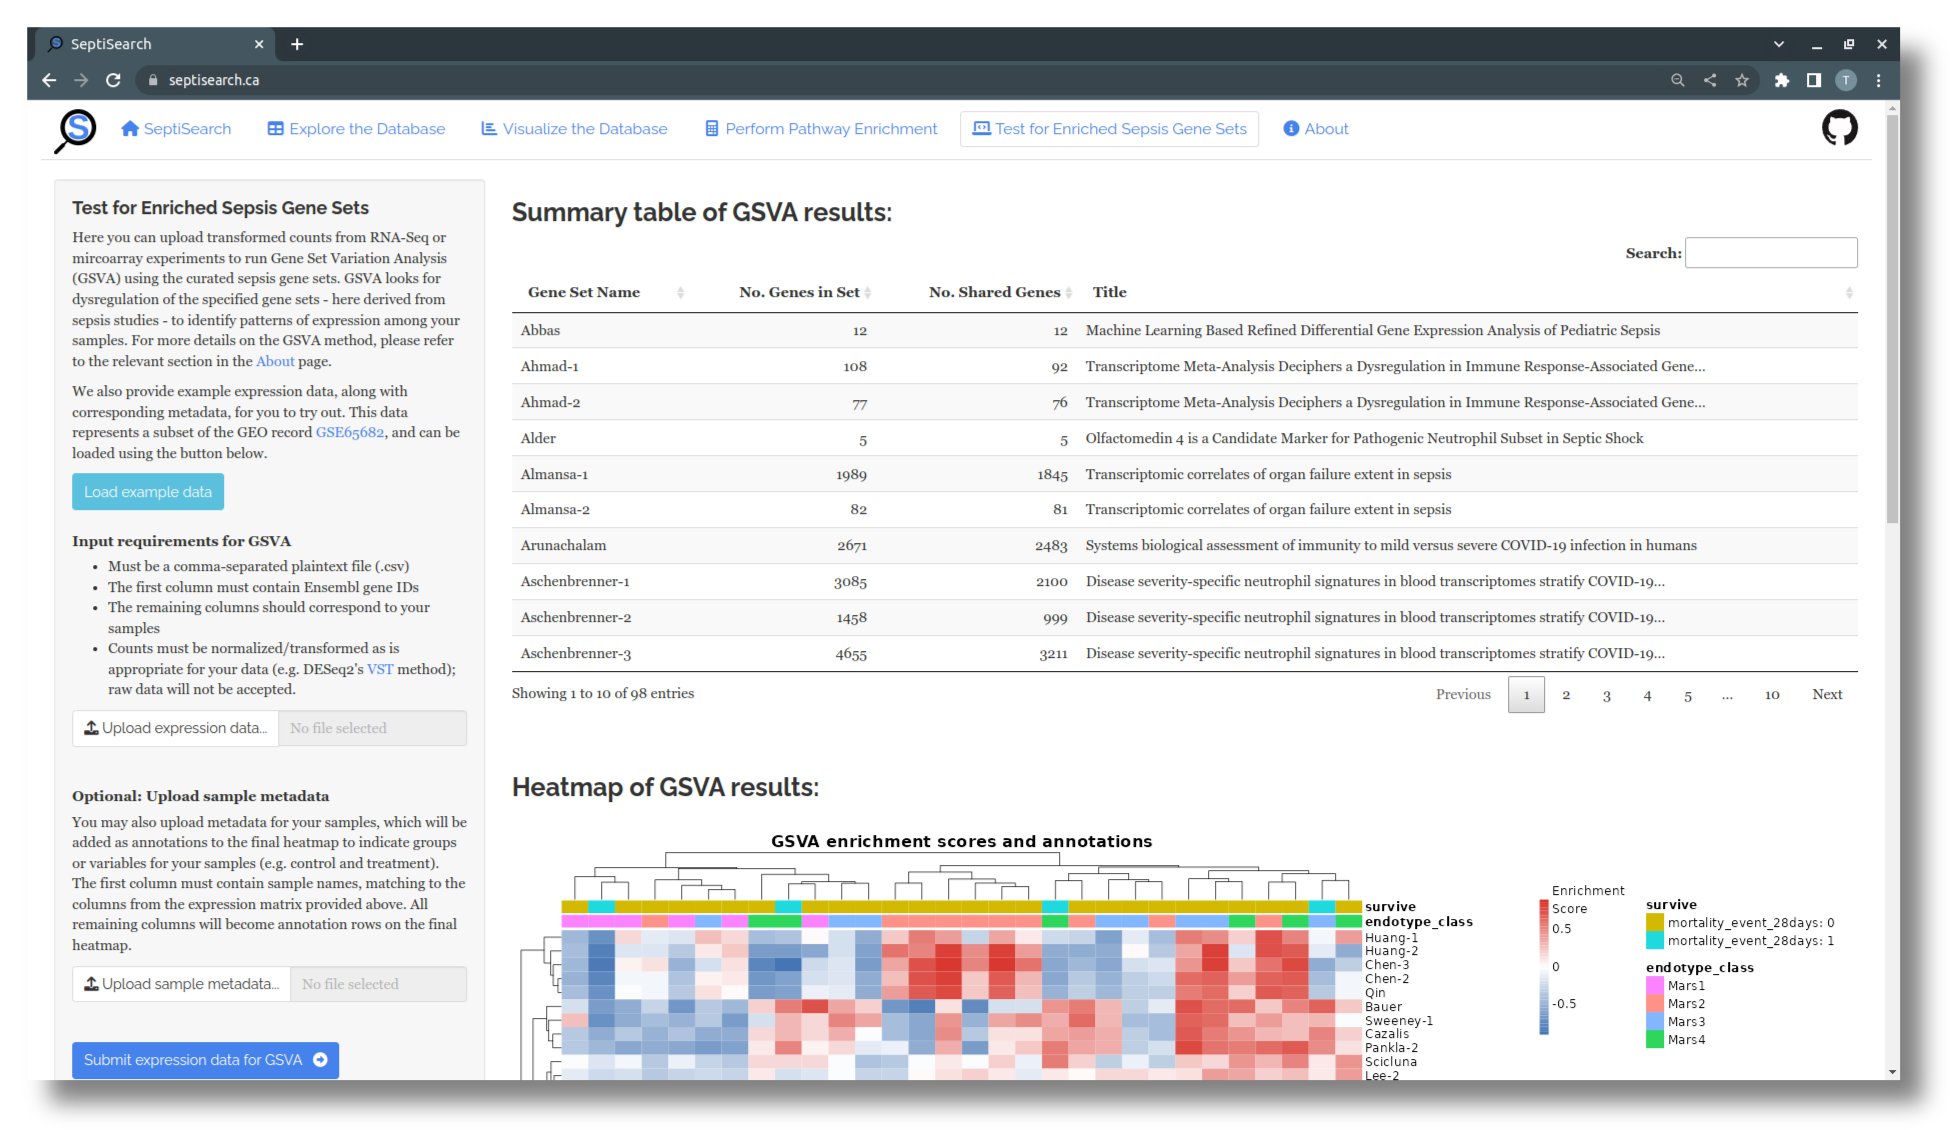 SeptiSearch
septisearch.ca
T
S
SeptiSearch
Explore the Database
Visualize the Database
Perform Pathway Enrichment
Test for Enriched Sepsis Gene Sets
About
Test for Enriched Sepsis Gene Sets
Here you can upload transformed counts from RNA-Seq or
mircoarray experiments to run Gene Set Variation Analysis
(GSVA) using the curated sepsis gene sets. GSVA looks for
dysregulation of the specified gene sets - here derived from
sepsis studies - to identify patterns of expression among your
samples. For more details on the GSVA method, please refer
to the relevant section in the About page.
We also provide example expression data, along with
corresponding metadata, for you to try out. This data
represents a subset of the GEO record GSE65682, and can be
loaded using the button below.
Load example data
Input requirements for GSVA
• Must be a comma-separated plaintext file (.csv)
• The first column must contain Ensembl gene IDs
• The remaining columns should correspond to your
samples
• Counts must be normalized/transformed as is
appropriate for your data (e.g. DESeq2's VST method);
raw data will not be accepted.
Upload expression data... No file selected
Optional: Upload sample metadata
You may also upload metadata for your samples, which will be
added as annotations to the final heatmap to indicate groups
or variables for your samples (e.g. control and treatment).
The first column must contain sample names, matching to the
columns from the expression matrix provided above. All
remaining columns will become annotation rows on the final
heatmap.
Upload sample metadata... No file selected
Submit expression data for GSVA
Summary table of GSVA results:
Search:
Gene Set Name No. Genes in Set No. Shared Genes Title
Abbas 12 12 Machine Learning Based Refined Differential Gene Expression Analysis of Pediatric Sepsis
Ahmad-1 108 92 Transcriptome Meta-Analysis Deciphers a Dysregulation in Immune Response-Associated Gene...
Ahmad-2 77 76 Transcriptome Meta-Analysis Deciphers a Dysregulation in Immune Response-Associated Gene...
Alder 5 5 Olfactomedin 4 is a Candidate Marker for Pathogenic Neutrophil Subset in Septic Shock
Almansa-1 1989 1845 Transcriptomic correlates of organ failure extent in sepsis
Almansa-2 82 81 Transcriptomic correlates of organ failure extent in sepsis
Arunachalam 2671 2483 Systems biological assessment of immunity to mild versus severe COVID-19 infection in humans
Aschenbrenner-1 3085 2100 Disease severity-specific neutrophil signatures in blood transcriptomes stratify COVID-19...
Aschenbrenner-2 1458 999 Disease severity-specific neutrophil signatures in blood transcriptomes stratify COVID-19...
Aschenbrenner-3 4655 3211 Disease severity-specific neutrophil signatures in blood transcriptomes stratify COVID-19...
Showing 1 to 10 of 98 entries
Previous 1 2 3 4 5 ... 10 Next
Heatmap of GSVA results:
GSVA enrichment scores and annotations
survive
endotype_class
Huang-1
Huang-2
Chen-3
Chen-2
Qin
Bauer
Sweeney-1
Cazalis
Pankla-2
Scicluna
Lee-2
Enrichment
Score
0.5
0
-0.5
survive
mortality_event_28days: 0
mortality_event_28days: 1
endotype_class
Mars1
Mars2
Mars3
Mars4